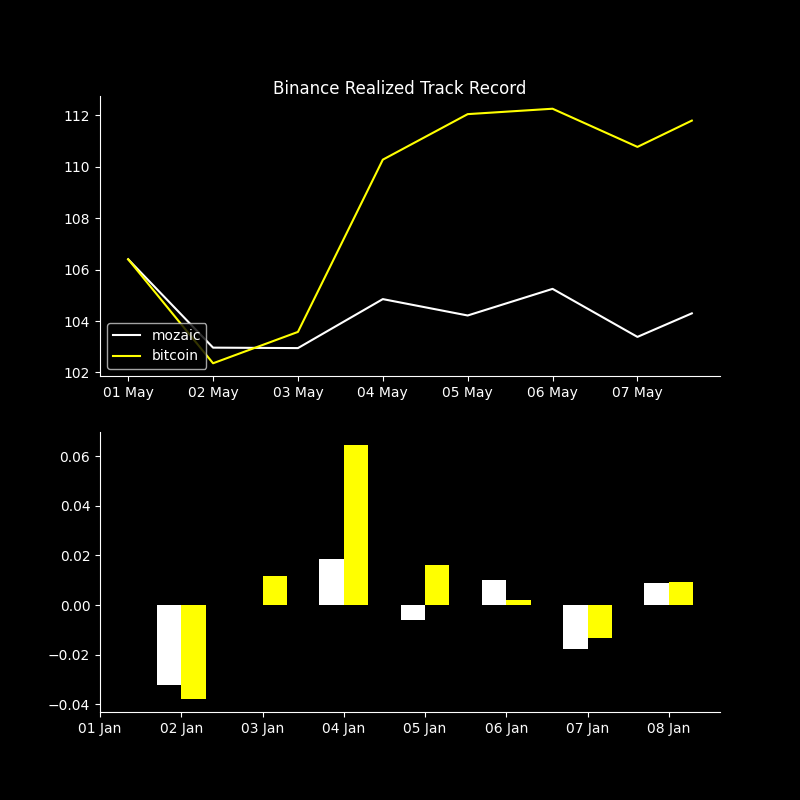 Binance Realized Track Record
112
110
108
106
104
102
mozaic
bitcoin
01 May 02 May 03 May 04 May 05 May 06 May 07 May
0.06
0.04
0.02
0.00
−0.02
−0.04
01 Jan 02 Jan 03 Jan 04 Jan 05 Jan 06 Jan 07 Jan 08 Jan